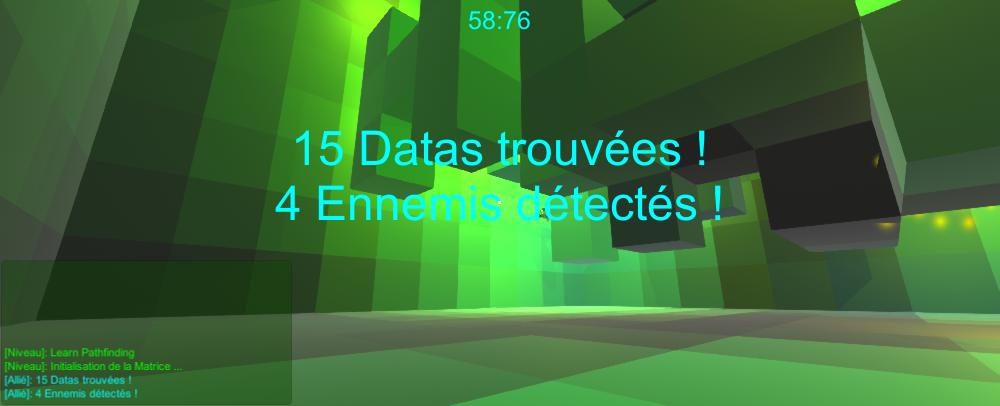 58:76
15 Datas trouvées !
4 Ennemis détectés !
[Niveau]: Learn Pathfinding
[Niveau]: Initialisation de la Matrice ...
[Allié]: 15 Datas trouvées !
[Allié]: 4 Ennemis détectés !